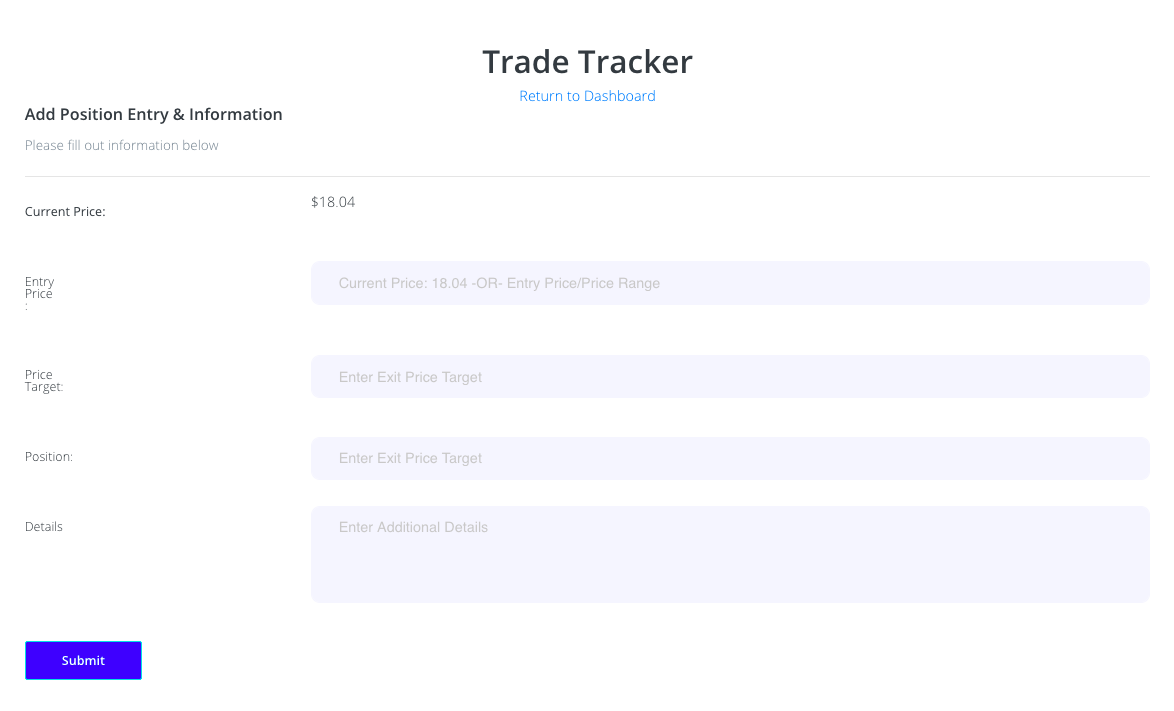 Trade Tracker
Return to Dashboard
Add Position Entry & Information
Please fill out information below
Current Price:
$18.04
Entry
Price
:
Current Price: 18.04 -OR- Entry Price/Price Range
Price
Target:
Enter Exit Price Target
Position:
Enter Exit Price Target
Details
Enter Additional Details
Submit